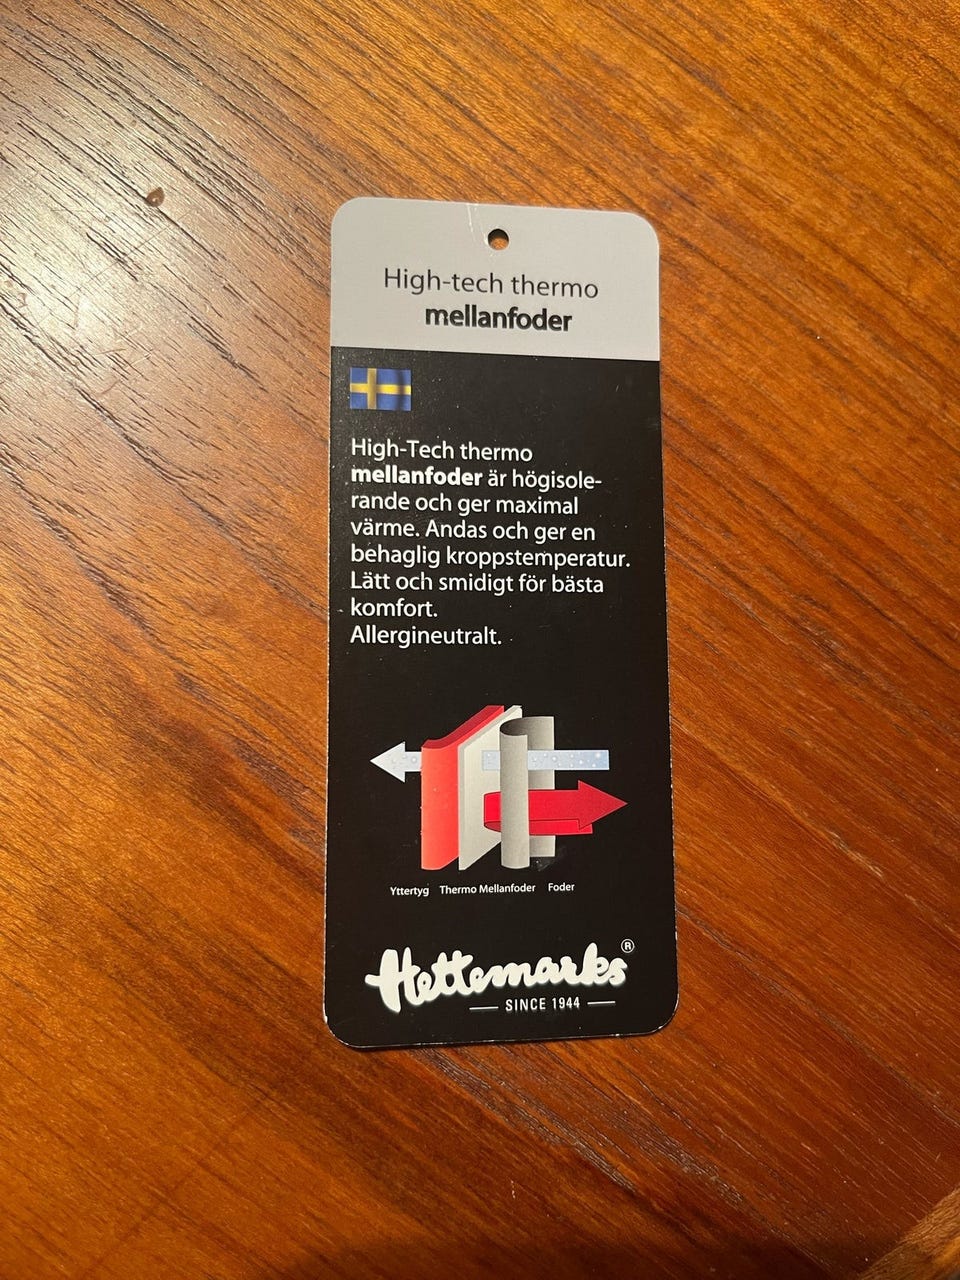 High-tech thermo
mellanfoder
High-Tech thermo
mellanfoder är högisole-
rande och ger maximal
värme. Andas och ger en
behaglig kroppstemperatur.
Lätt och smidigt för bästa
komfort.
Allergineutralt.
Yttertyg Thermo Mellanfoder Foder
Hettemarks®
SINCE 1944